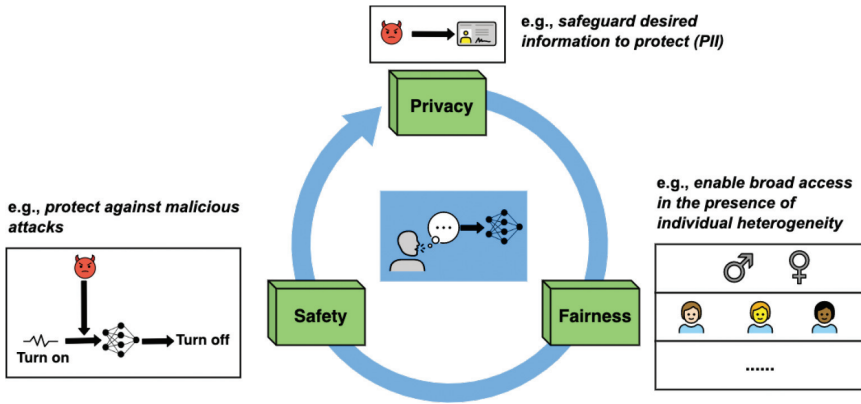 e.g., safeguard desired
information to protect (PII)
Privacy
e.g., protect against malicious
attacks
e.g., enable broad access
in the presence of
individual heterogeneity
Safety
Fairness
Turn on
Turn off
......